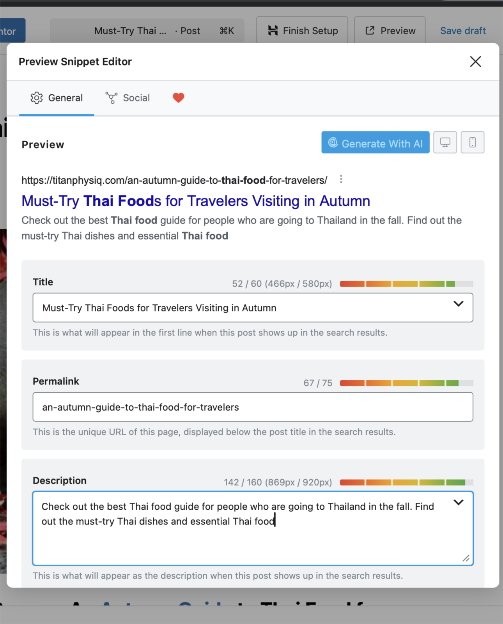 ntor
Must-Try Thai ... · Post ⌘K
Finish Setup
Preview
Save draft
Preview Snippet Editor
General
Social
Preview
Generate With AI
https://titanphysiq.com/an-autumn-guide-to-thai-food-for-travelers/
Must-Try Thai Foods for Travelers Visiting in Autumn
Check out the best Thai food guide for people who are going to Thailand in the fall. Find out the
must-try Thai dishes and essential Thai food
Title
52 / 60 (466px / 580px)
Must-Try Thai Foods for Travelers Visiting in Autumn
This is what will appear in the first line when this post shows up in the search results.
Permalink
67 / 75
an-autumn-guide-to-thai-food-for-travelers
This is the unique URL of this page, displayed below the post title in the search results.
Description
142 / 160 (869px / 920px)
Check out the best Thai food guide for people who are going to Thailand in the fall. Find
out the must-try Thai dishes and essential Thai food
This is what will appear as the description when this post shows up in the search results.